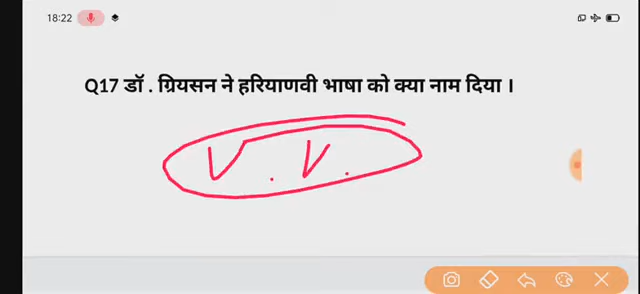 18:22
Q17 डॉ . ग्रियसन ने हरियाणवी भाषा को क्या नाम दिया ।
V . V .